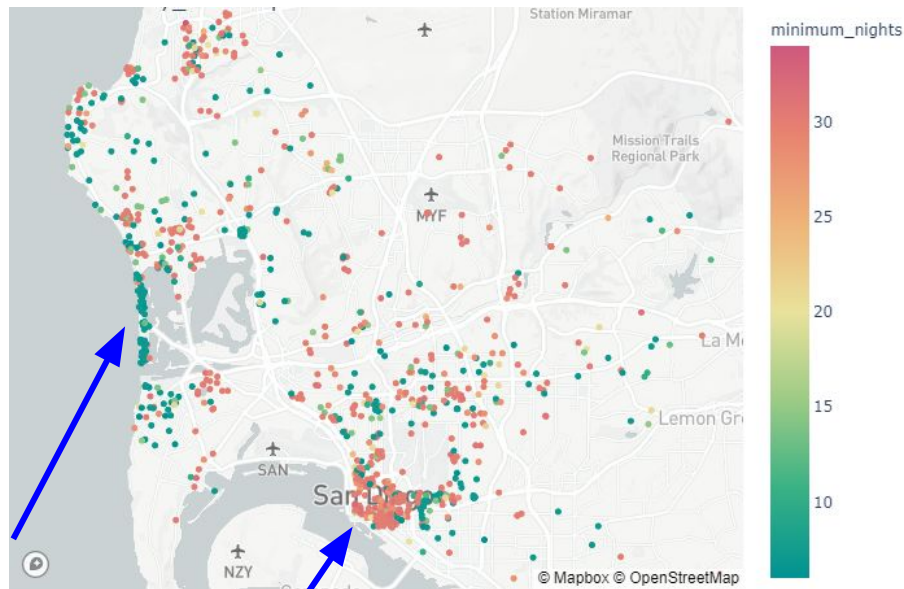 Station Miramar
minimum_nights
30
Mission Trails
Regional Park
MYF
25
20
La Me
15
Lemon Gr
SAN
10
San Diego
NZY
© Mapbox © OpenStreetMap